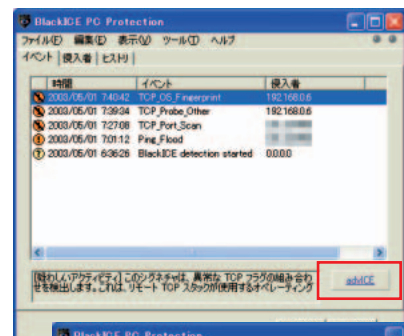 BlackICE PC Protection
ファイル(F) 編集(E) 表示(V) ツール(T) ヘルプ
イベント 侵入者 ヒストリ
時間 イベント 侵入者
2003/05/01 7:40:42 TCP_OS_Fingerprint 192.168.0.6
2003/05/01 7:39:34 TCP_Probe_Other 192.168.0.6
2003/05/01 7:27:08 TCP_Port_Scan
2003/05/01 7:01:12 Ping_Flood
2003/05/01 6:36:26 BlackICE detection started 0.0.0.0
[疑わしいアクティビティ] このシグネチャは、異常な TCP フラグの組み合わ
せを検出します。これは、リモート TCP スタックが使用するオペレーティング
advICE
BlackICE PC Protection